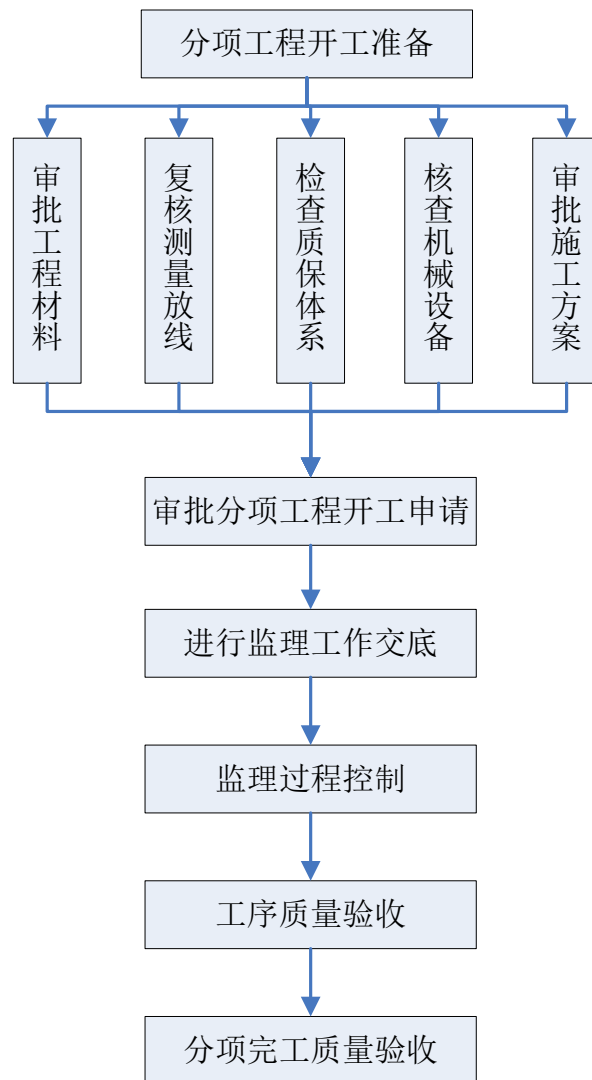 分项工程开工准备
审批工程材料
复核测量放线
检查质保体系
核查机械设备
审批施工方案
审批分项工程开工申请
进行监理工作交底
监理过程控制
工序质量验收
分项完工质量验收